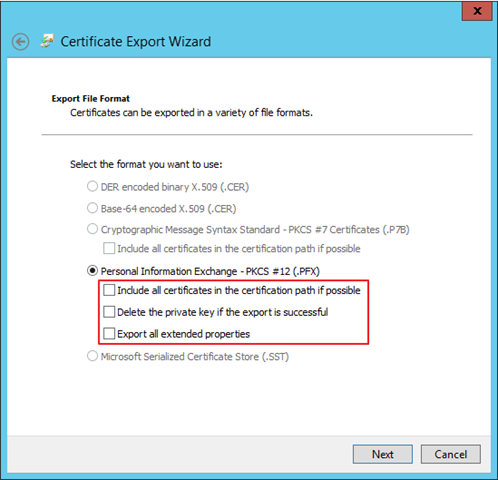 Certificate Export Wizard
Export File Format
Certificates can be exported in a variety of file formats.
Select the format you want to use:
DER encoded binary X.509 (.CER)
Base-64 encoded X.509 (.CER)
Cryptographic Message Syntax Standard - PKCS #7 Certificates (.P7B)
Include all certificates in the certification path if possible
Personal Information Exchange - PKCS #12 (.PFX)
Include all certificates in the certification path if possible
Delete the private key if the export is successful
Export all extended properties
Microsoft Serialized Certificate Store (.SST)
Next Cancel